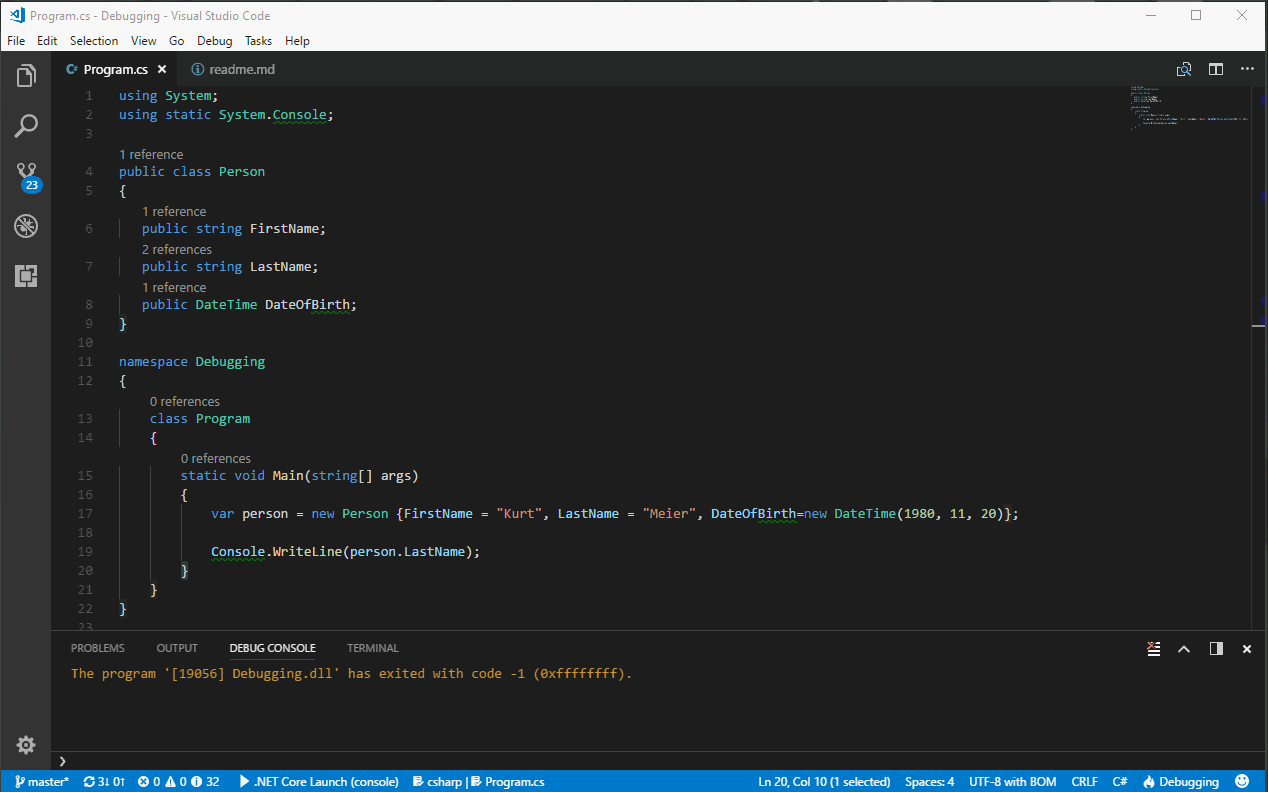 Program.cs - Debugging - Visual Studio Code
File Edit Selection View Go Debug Tasks Help
Program.cs readme.md
1 using System;
2 using static System.Console;
3
1 reference
4 public class Person
5 {
1 reference
6 public string FirstName;
2 references
7 public string LastName;
1 reference
8 public DateTime DateOfBirth;
9 }
10
11 namespace Debugging
12 {
0 references
13 class Program
14 {
0 references
15 static void Main(string[] args)
16 {
17 var person = new Person {FirstName = "Kurt", LastName = "Meier", DateOfBirth=new DateTime(1980, 11, 20)};
18
19 Console.WriteLine(person.LastName);
20 }
21 }
22 }
23
23
PROBLEMS OUTPUT DEBUG CONSOLE TERMINAL
The program '[19056] Debugging.dll' has exited with code -1 (0xffffffff).
master* 3↓ 0↑ 0 0 32 .NET Core Launch (console) csharp | Program.cs Ln 20, Col 10 (1 selected) Spaces: 4 UTF-8 with BOM CRLF C# Debugging